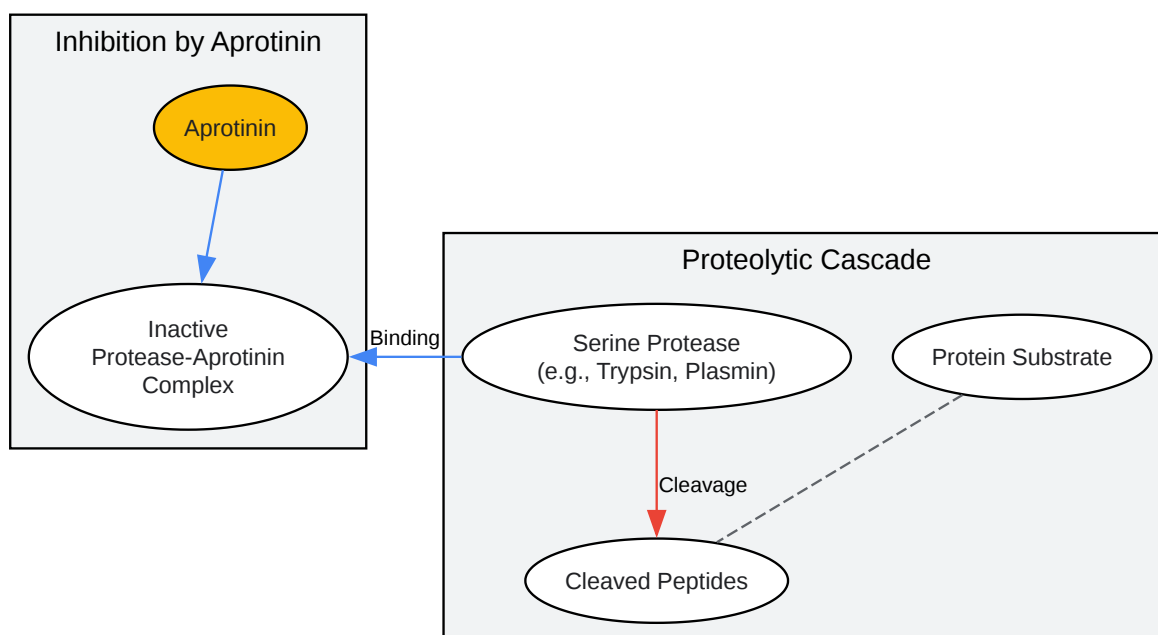 Inhibition by Aprotinin
Aprotinin
Inactive
Protease-Aprotinin
Complex
Binding
Proteolytic Cascade
Serine Protease
(e.g., Trypsin, Plasmin)
Protein Substrate
Cleavage
Cleaved Peptides